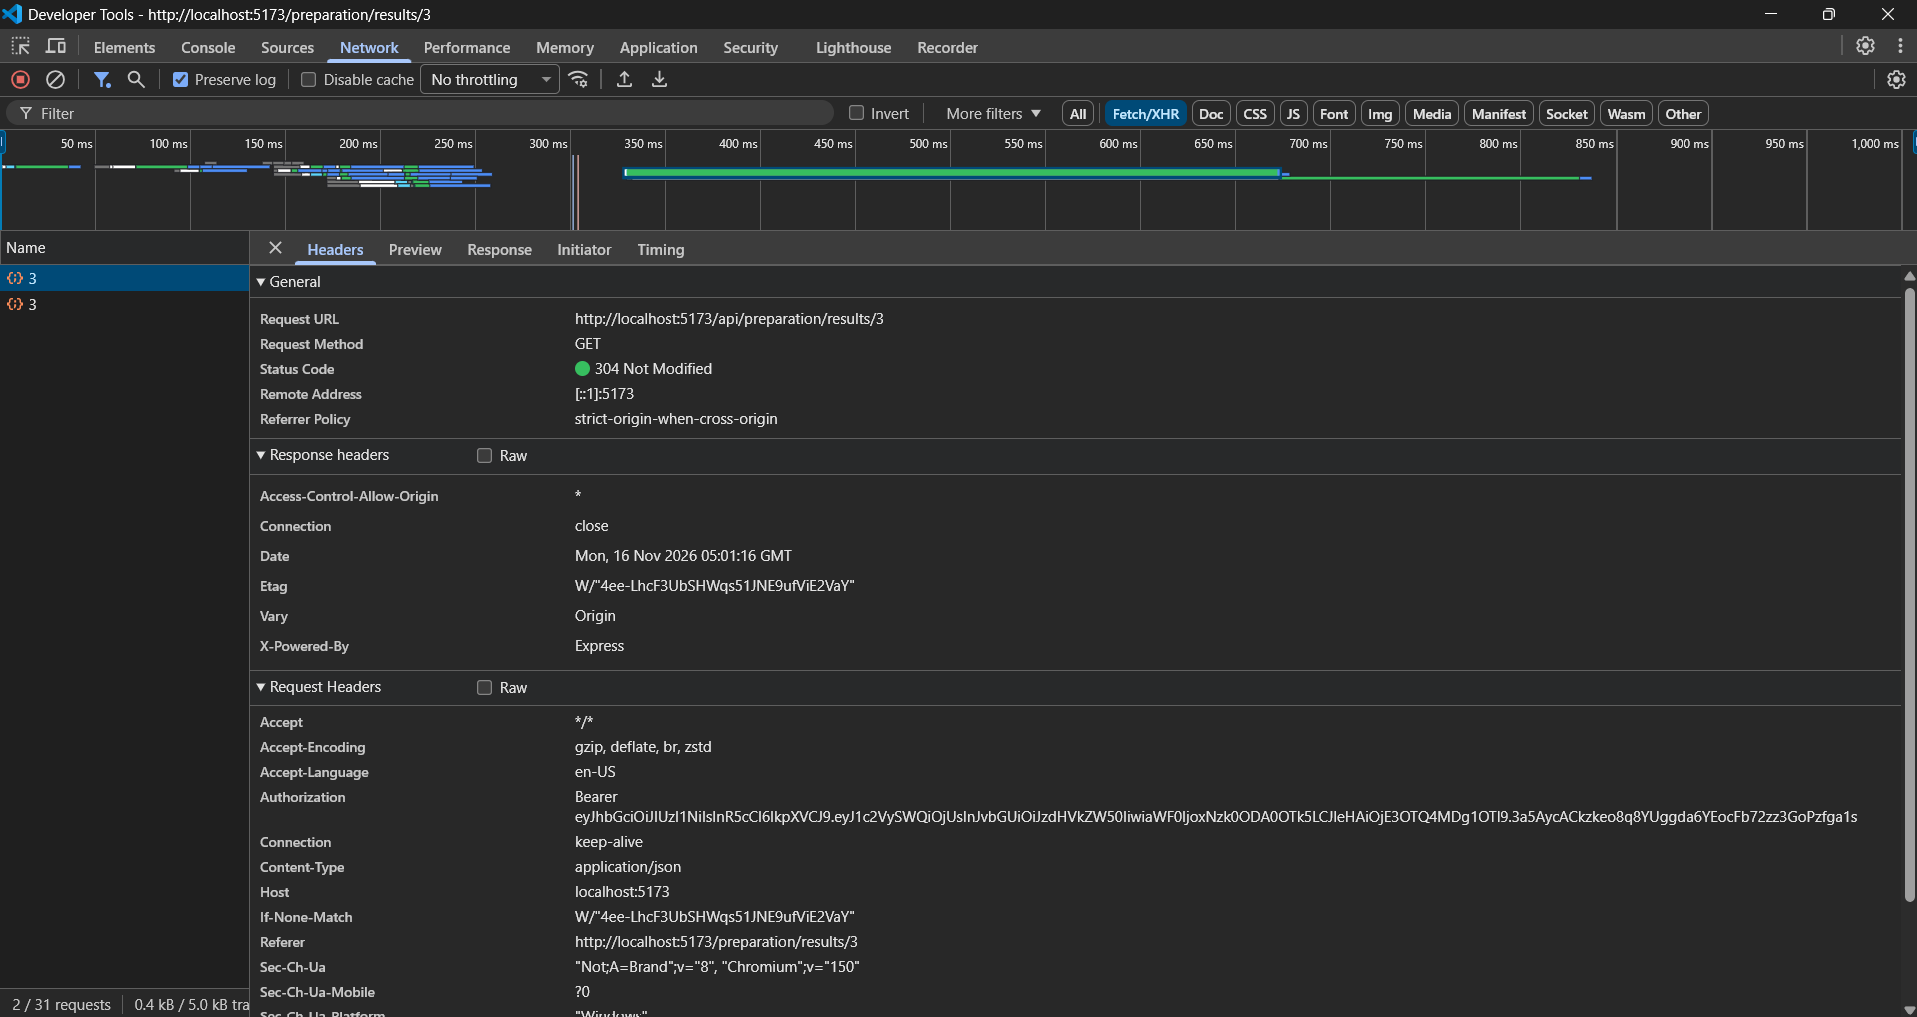 Developer Tools - http://localhost:5173/preparation/results/3
Elements Console Sources Network Performance Memory Application Security Lighthouse Recorder
Preserve log Disable cache No throttling
Filter Invert More filters All Fetch/XHR Doc CSS JS Font Img Media Manifest Socket Wasm Other
50 ms 100 ms 150 ms 200 ms 250 ms 300 ms 350 ms 400 ms 450 ms 500 ms 550 ms 600 ms 650 ms 700 ms 750 ms 800 ms 850 ms 900 ms 950 ms 1,000 ms
Name
3
3
Headers Preview Response Initiator Timing
General
Request URL http://localhost:5173/api/preparation/results/3
Request Method GET
Status Code 304 Not Modified
Remote Address [::1]:5173
Referrer Policy strict-origin-when-cross-origin
Response headers Raw
Access-Control-Allow-Origin *
Connection close
Date Mon, 16 Nov 2026 05:01:16 GMT
Etag W/"4ee-LhcF3UbSHWqs51JNE9ufViE2VaY"
Vary Origin
X-Powered-By Express
Request Headers Raw
Accept */*
Accept-Encoding gzip, deflate, br, zstd
Accept-Language en-US
Authorization Bearer
eyJhbGciOiJIUzI1NiIsInR5cCI6IkpXVCJ9.eyJ1c2VySWQiOjUsInJvbGUiOiJzdHVkZW50IiwiaWF0IjoxNzk0ODA0OTk5LCJleHAiOjE3OTQ4MDg1OTl9.3a5AycACkzkeo8q8YUggda6YEocFb72zz3GoPzfga1s
Connection keep-alive
Content-Type application/json
Host localhost:5173
If-None-Match W/"4ee-LhcF3UbSHWqs51JNE9ufViE2VaY"
Referer http://localhost:5173/preparation/results/3
Sec-Ch-Ua "Not;A=Brand";v="8", "Chromium";v="150"
Sec-Ch-Ua-Mobile ?0
Sec-Ch-Ua-Platform "Windows"
2 / 31 requests 0.4 kB / 5.0 kB tra